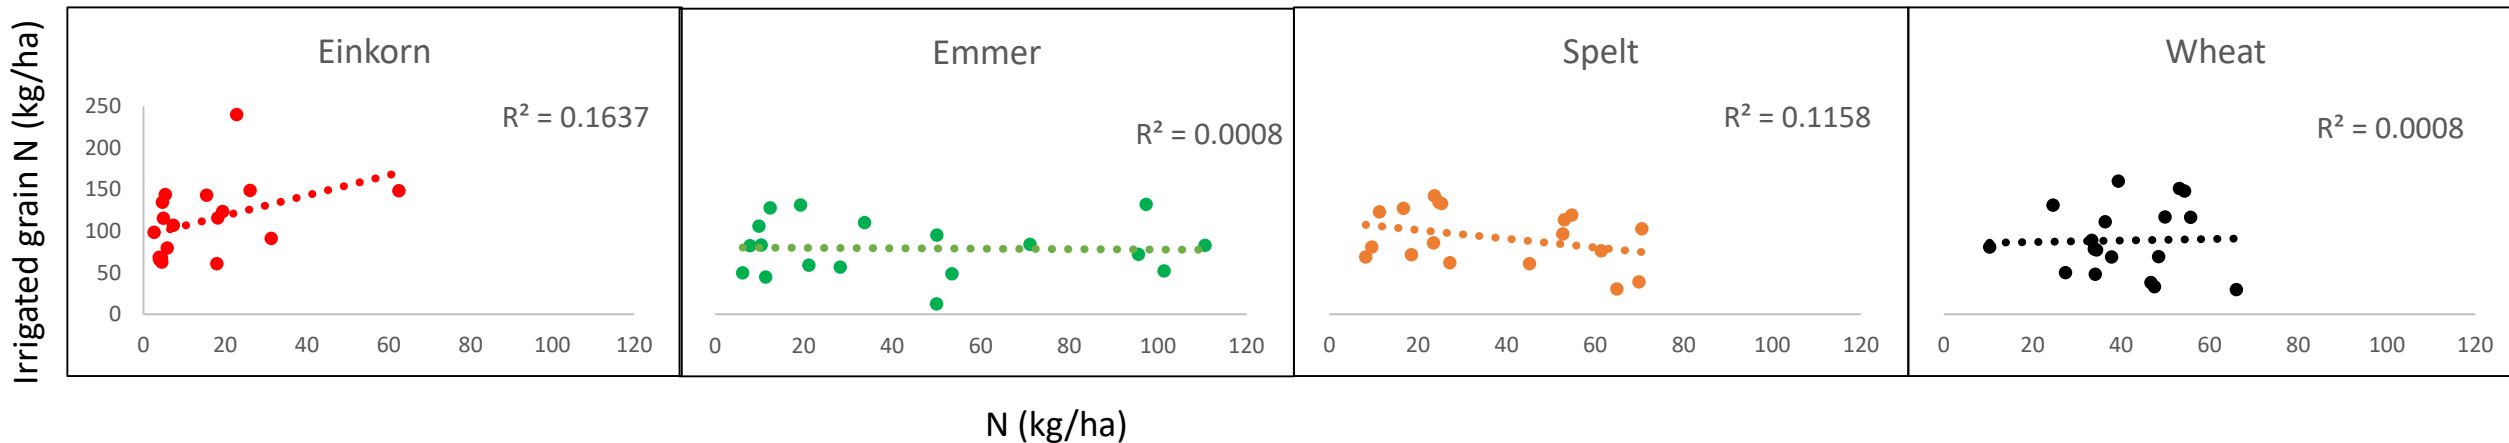 Irrigated grain N (kg/ha)
Einkorn
R² = 0.1637
250
200
150
100
50
0
0 20 40 60 80 100 120
Emmer
R² = 0.0008
0 20 40 60 80 100 120
Spelt
R² = 0.1158
0 20 40 60 80 100 120
Wheat
R² = 0.0008
0 20 40 60 80 100 120
N (kg/ha)